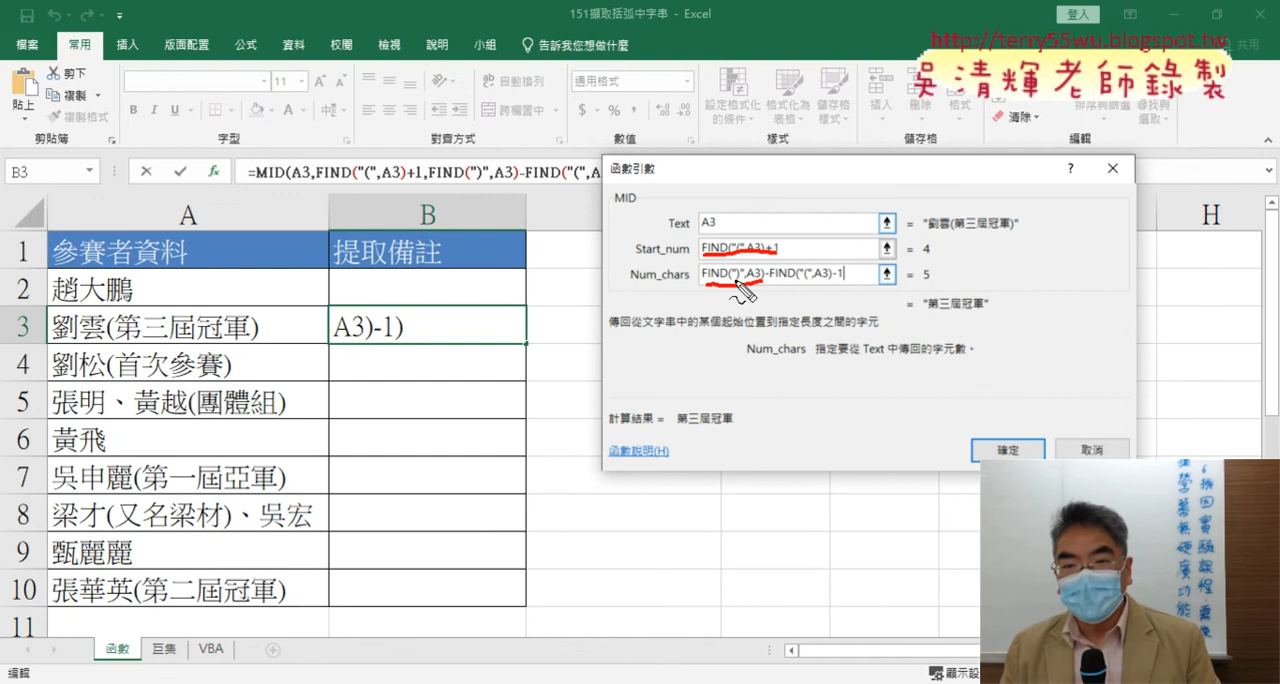 151擷取括弧中字串 - Excel
登入
檔案 常用 插入 版面配置 公式 資料 校閱 檢視 說明 小組 告訴我您想做什麼 共用
http://terry55wu.blogspot.tw
吳清輝老師錄製
貼上 剪下 複製 複製格式
11
B I U
自動換列
跨欄置中
通用格式
設定格式化的條件 格式化為表格 儲存格樣式
插入 刪除 格式
清除 排序與篩選 尋找與選取
剪貼簿 字型 對齊方式 數值 樣式 儲存格 編輯
B3
=MID(A3,FIND("(",A3)+1,FIND(")",A3)-FIND("(",A
A B H
1 參賽者資料 提取備註
2 趙大鵬
3 劉雲(第三屆冠軍) A3)-1)
4 劉松(首次參賽)
5 張明、黃越(團體組)
6 黃飛
7 吳申麗(第一屆亞軍)
8 梁才(又名梁材)、吳宏
9 甄麗麗
10 張華英(第二屆冠軍)
11
函數引數
?
MID
Text A3 = "劉雲(第三屆冠軍)"
Start_num FIND("(",A3)+1 = 4
Num_chars FIND(")",A3)-FIND("(",A3)-1 = 5
= "第三屆冠軍"
傳回從文字串中的某個起始位置到指定長度之間的字元
Num_chars 指定要從 Text 中傳回的字元數。
計算結果 = 第三屆冠軍
函數說明(H)
確定 取消
函數 巨集 VBA
編輯
顯示設